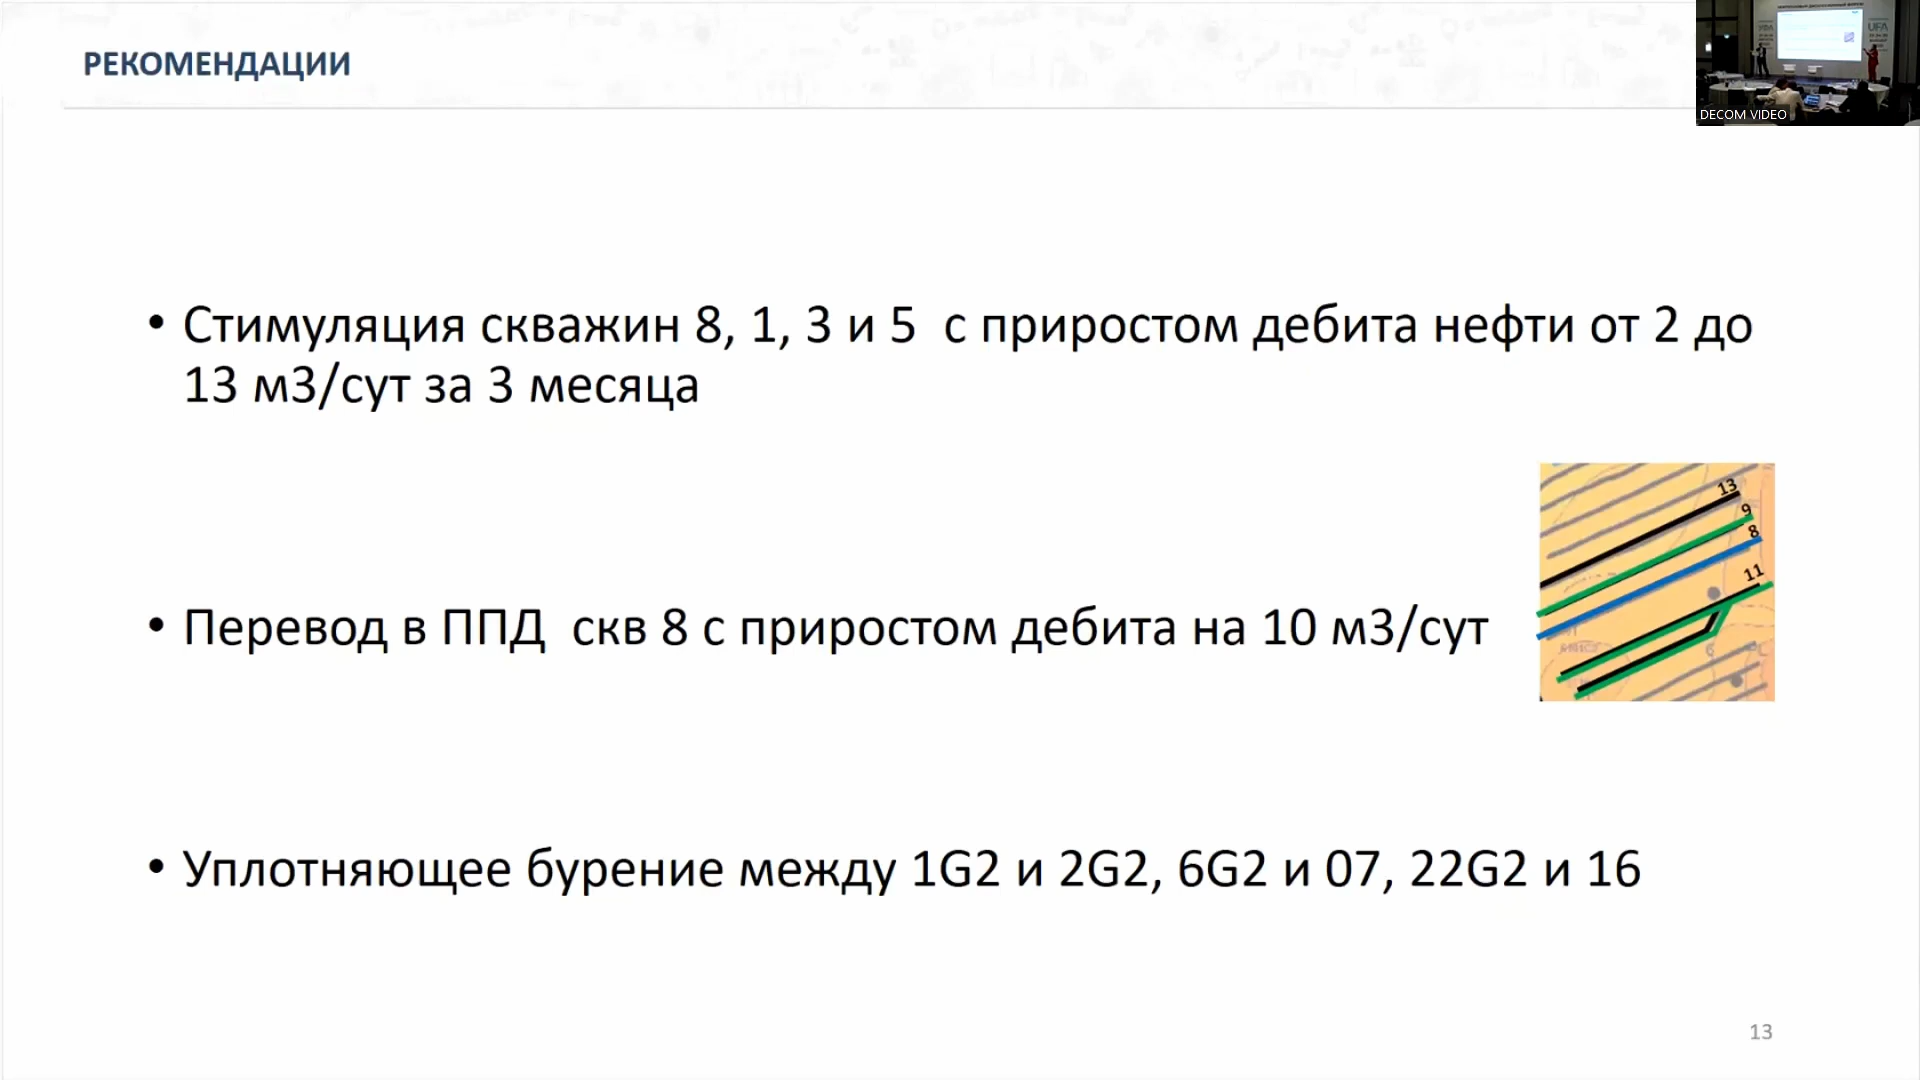 РЕКОМЕНДАЦИИ
DECOM VIDEO
UFA
• Стимуляция скважин 8, 1, 3 и 5 с приростом дебита нефти от 2 до
13 м3/сут за 3 месяца
13
9
8
11
6
• Перевод в ППД скв 8 с приростом дебита на 10 м3/сут
• Уплотняющее бурение между 1G2 и 2G2, 6G2 и 07, 22G2 и 16
13